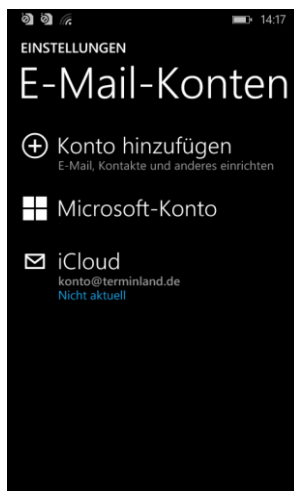 14:17
EINSTELLUNGEN
E-Mail-Konten
Konto hinzufügen
E-Mail, Kontakte und anderes einrichten
Microsoft-Konto
iCloud
konto@terminland.de
Nicht aktuell